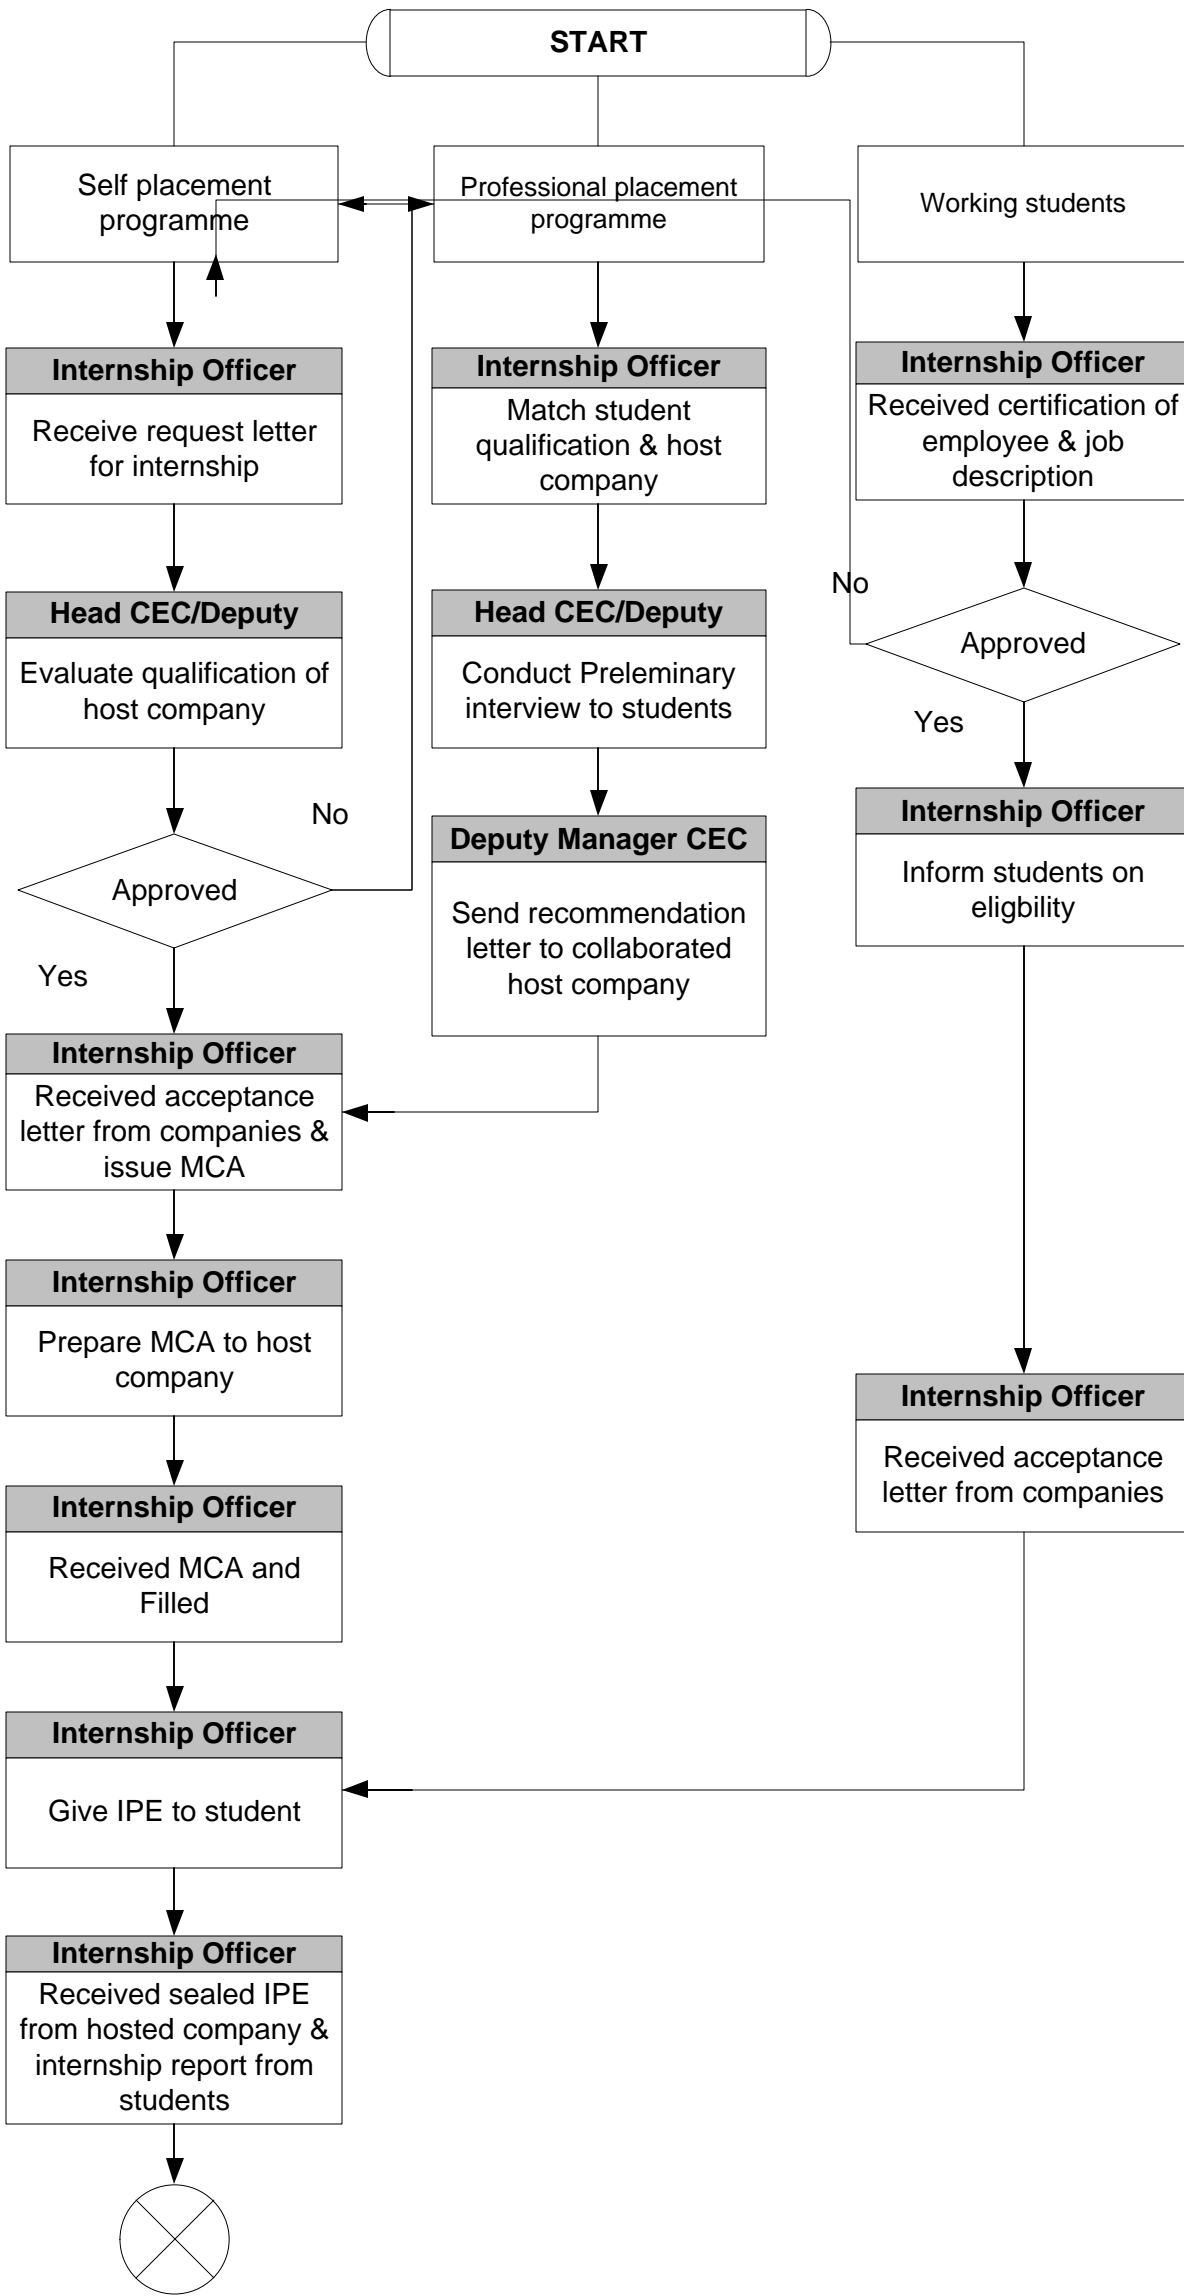 START
Self placement
programme
Professional placement
programme
Working students
Internship Officer
Receive request letter
for internship
Internship Officer
Match student
qualification & host
company
Internship Officer
Received certification of
employee & job
description
Head CEC/Deputy
Evaluate qualification of
host company
Head CEC/Deputy
Conduct Preleminary
interview to students
No
Approved
Yes
No
Approved
Yes
Deputy Manager CEC
Send recommendation
letter to collaborated
host company
Internship Officer
Inform students on
eligbility
Internship Officer
Received acceptance
letter from companies &
issue MCA
Internship Officer
Prepare MCA to host
company
Internship Officer
Received acceptance
letter from companies
Internship Officer
Received MCA and
Filled
Internship Officer
Give IPE to student
Internship Officer
Received sealed IPE
from hosted company &
internship report from
students